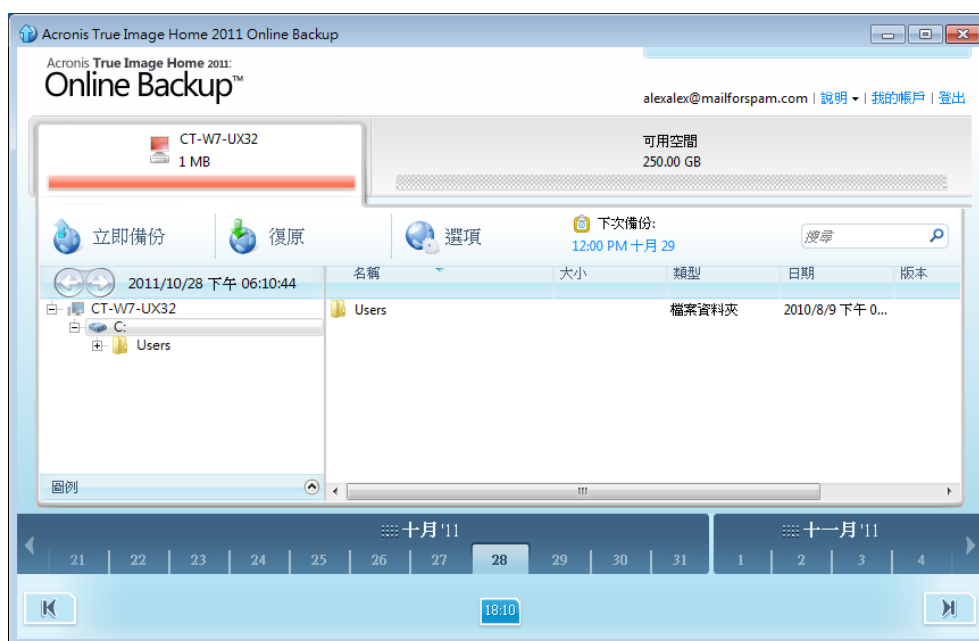 Acronis True Image Home 2011 Online Backup
Acronis True Image Home 2011:
Online Backup™
alexalex@mailforspam.com | 說明 | 我的帳戶 | 登出
CT-W7-UX32
1 MB
可用空間
250.00 GB
立即備份
復原
選項
下次備份:
12:00 PM 十月 29
搜尋
2011/10/28 下午 06:10:44
名稱 大小 類型 日期 版本
CT-W7-UX32
C:
Users
Users 檔案資料夾 2010/8/9 下午 0...
圖例
十月 '11 十一月 '11
21 22 23 24 25 26 27 28 29 30 31 1 2 3 4
18:10